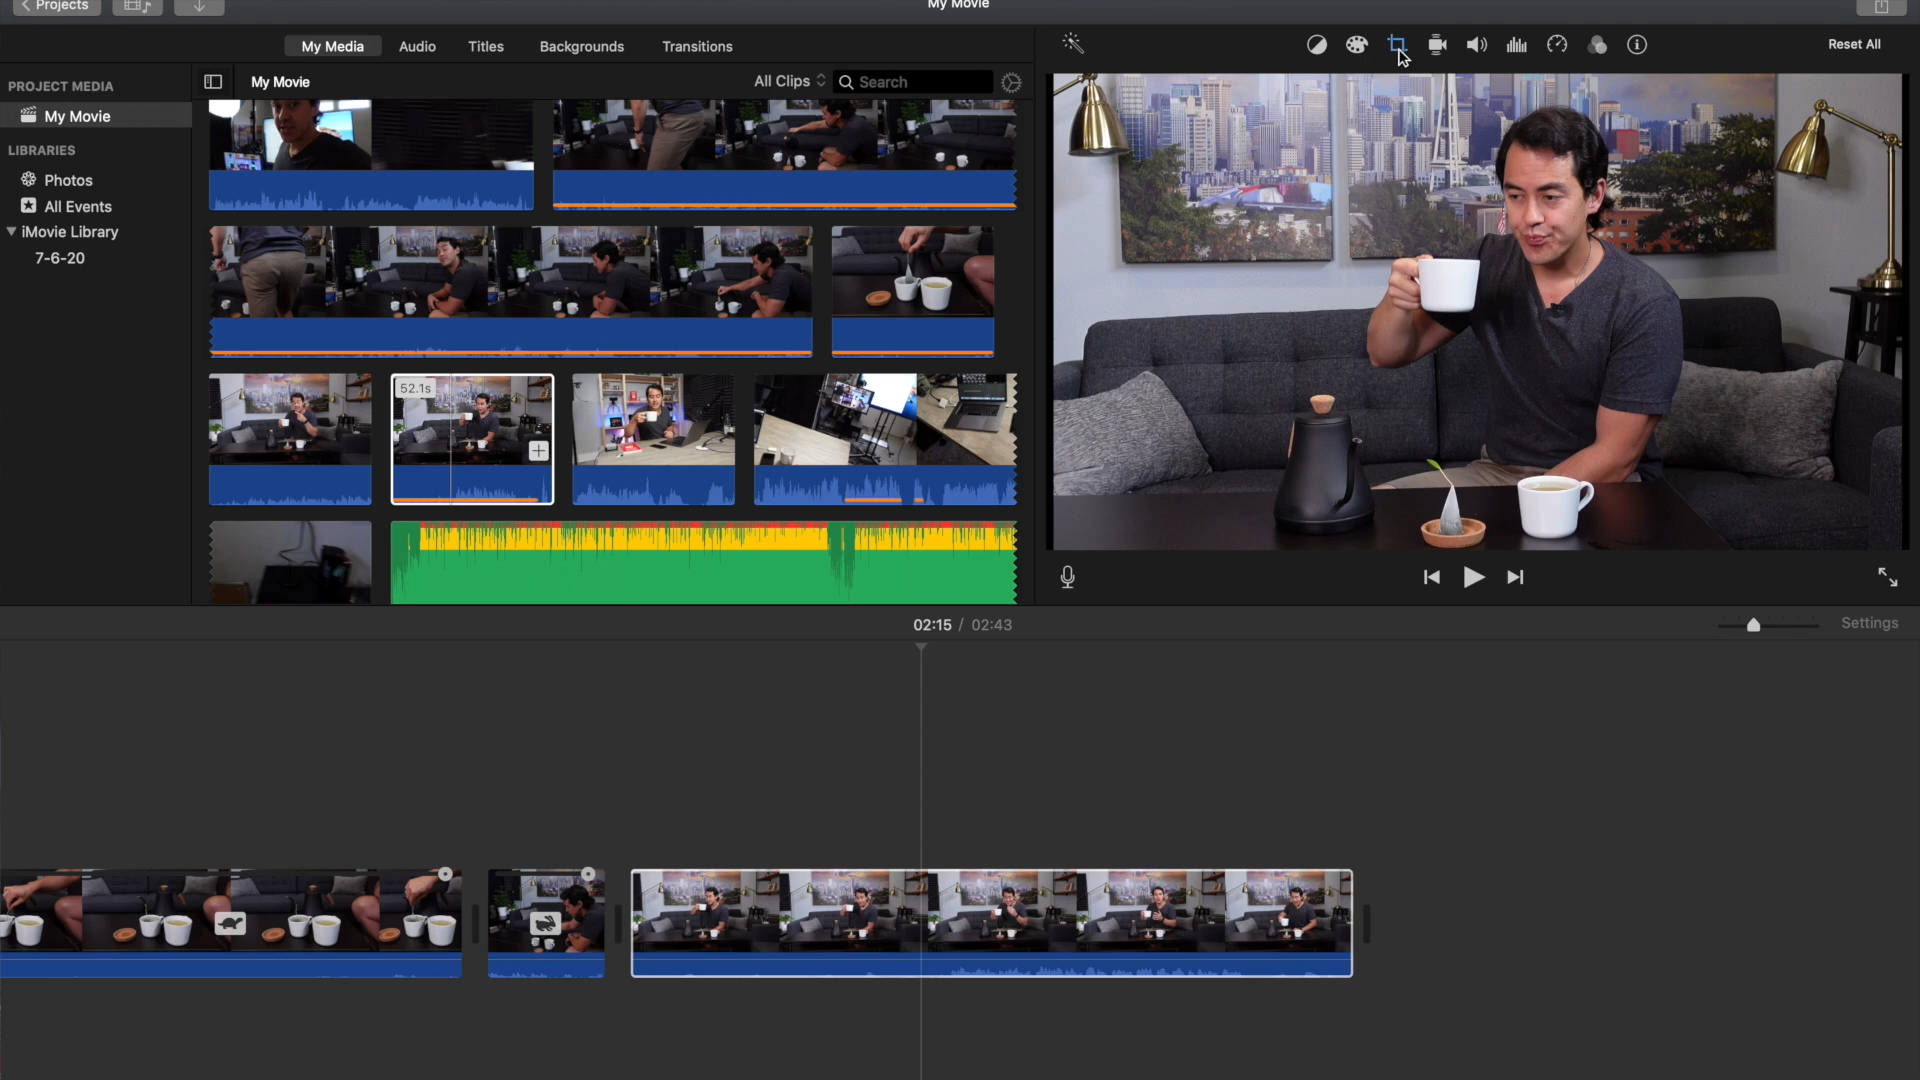 Projects
My Movie
My Media
Audio
Titles
Backgrounds
Transitions
Reset All
PROJECT MEDIA
My Movie
All Clips
Search
My Movie
LIBRARIES
Photos
All Events
iMovie Library
7-6-20
52.1s
02:15 / 02:43
Settings